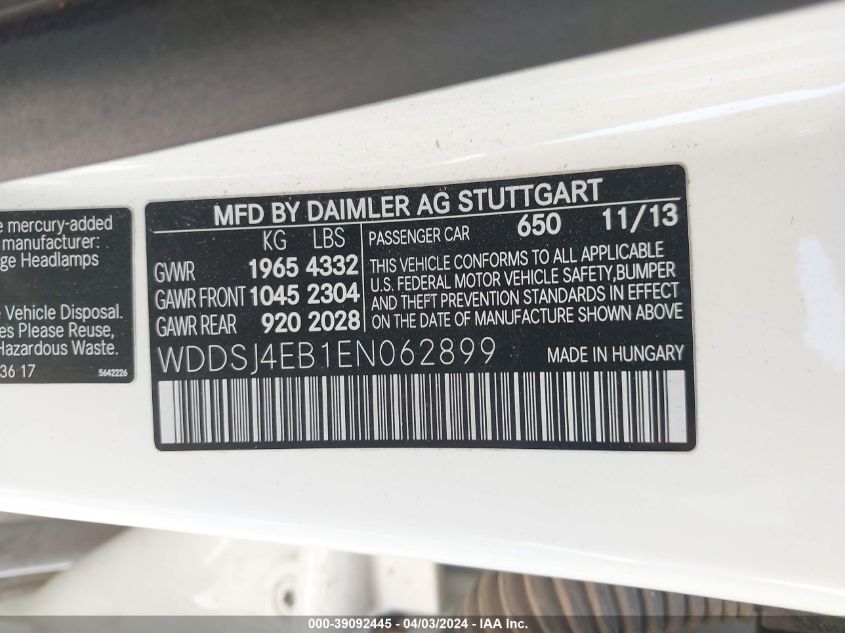 e mercury-added
manufacturer:
ge Headlamps
Vehicle Disposal.
es Please Reuse,
Hazardous Waste.
36 17
5642226
MFD BY DAIMLER AG STUTTGART
KG LBS
GVWR 1965 4332
GAWR FRONT 1045 2304
GAWR REAR 920 2028
PASSENGER CAR 650 11/13
THIS VEHICLE CONFORMS TO ALL APPLICABLE
U.S. FEDERAL MOTOR VEHICLE SAFETY,BUMPER
AND THEFT PREVENTION STANDARDS IN EFFECT
ON THE DATE OF MANUFACTURE SHOWN ABOVE
WDDSJ4EB1EN062899
MADE IN HUNGARY
000-39092445 - 04/03/2024 - IAA Inc.